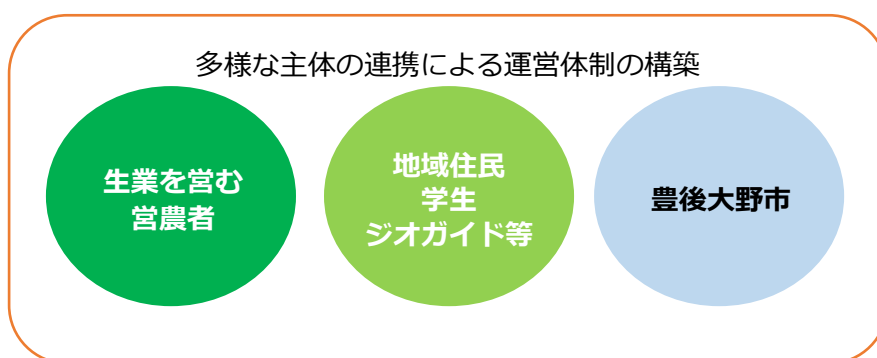 多様な主体の連携による運営体制の構築
生業を営む
営農者
地域住民
学生
ジオガイド等
豊後大野市